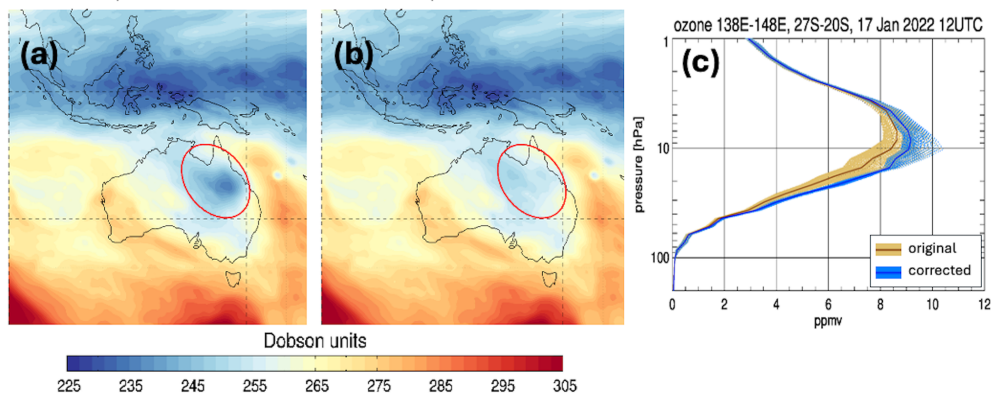 (a)
(b)
ozone 138E-148E, 27S-20S, 17 Jan 2022 12UTC
(c)
1
10
100
pressure [hPa]
original
corrected
0 2 4 6 8 10 12
ppmv
Dobson units
225 235 245 255 265 275 285 295 305